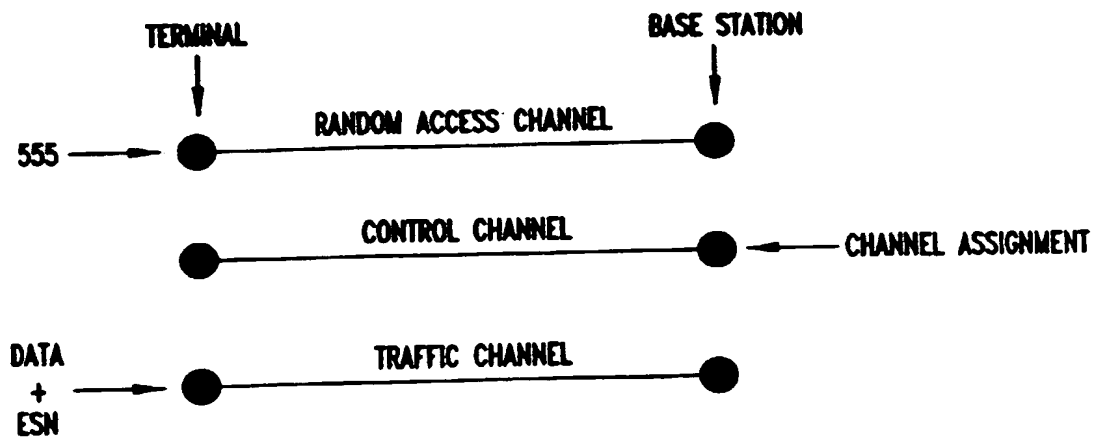 TERMINAL
BASE STATION
RANDOM ACCESS CHANNEL
555
CONTROL CHANNEL
CHANNEL ASSIGNMENT
DATA
+
ESN
TRAFFIC CHANNEL